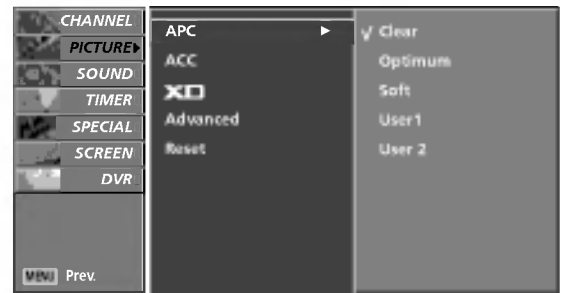 CHANNEL
PICTURE
SOUND
TIMER
SPECIAL
SCREEN
DVR
MENU Prev.
APC
ACC
XD
Advanced
Reset
Clear
Optimum
Soft
User1
User 2